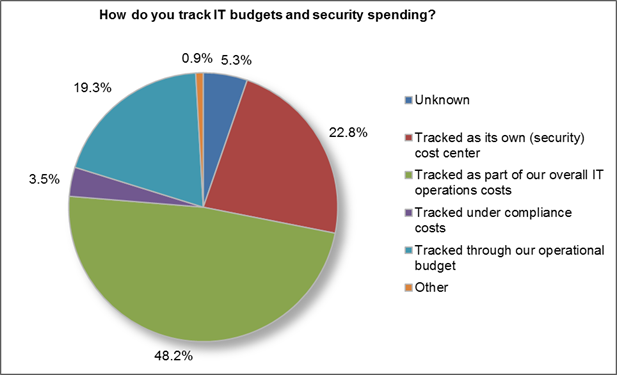 How do you track IT budgets and security spending?
0.9%
5.3%
19.3%
22.8%
3.5%
48.2%
Unknown
Tracked as its own (security)
cost center
Tracked as part of our overall IT
operations costs
Tracked under compliance
costs
Tracked through our operational
budget
Other